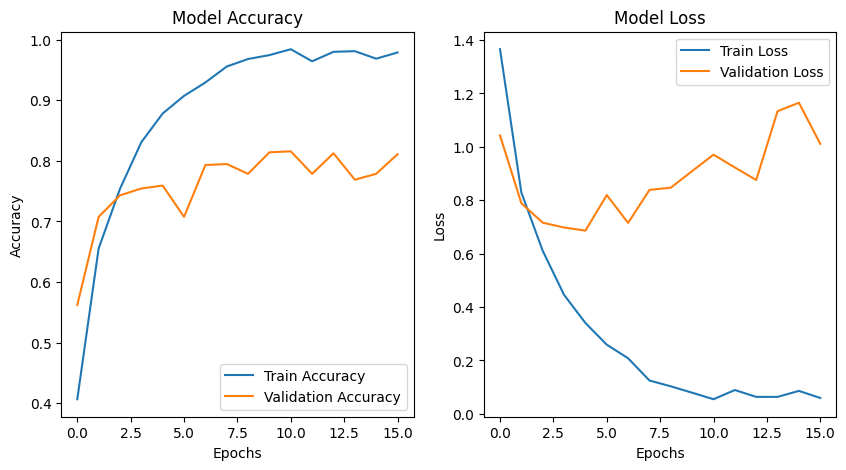 Model Accuracy
1.0
0.9
0.8
0.7
0.6
0.5
0.4
Accuracy
Train Accuracy
Validation Accuracy
0.0 2.5 5.0 7.5 10.0 12.5 15.0
Epochs
Model Loss
1.4
1.2
1.0
0.8
0.6
0.4
0.2
0.0
Loss
Train Loss
Validation Loss
0.0 2.5 5.0 7.5 10.0 12.5 15.0
Epochs